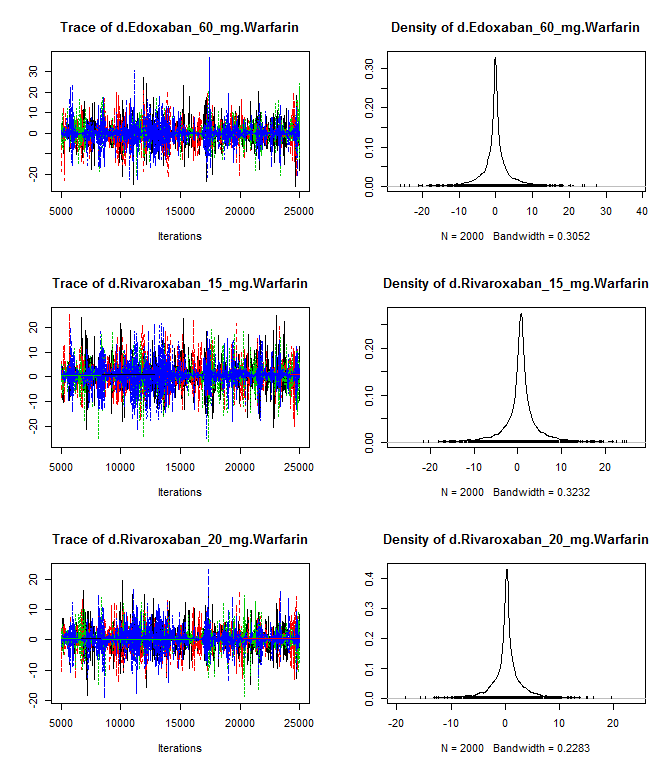 Trace of d.Edoxaban_60_mg.Warfarin
30
20
10
0
-20
5000 10000 15000 20000 25000
Iterations
Density of d.Edoxaban_60_mg.Warfarin
0.30
0.20
0.10
0.00
-20 -10 0 10 20 30 40
N = 2000 Bandwidth = 0.3052
Trace of d.Rivaroxaban_15_mg.Warfarin
20
10
0
-10
-20
5000 10000 15000 20000 25000
Iterations
Density of d.Rivaroxaban_15_mg.Warfarin
0.20
0.10
0.00
-20 -10 0 10 20
N = 2000 Bandwidth = 0.3232
Trace of d.Rivaroxaban_20_mg.Warfarin
20
10
0
-10
-20
5000 10000 15000 20000 25000
Iterations
Density of d.Rivaroxaban_20_mg.Warfarin
0.4
0.3
0.2
0.1
0.0
-20 -10 0 10 20
N = 2000 Bandwidth = 0.2283